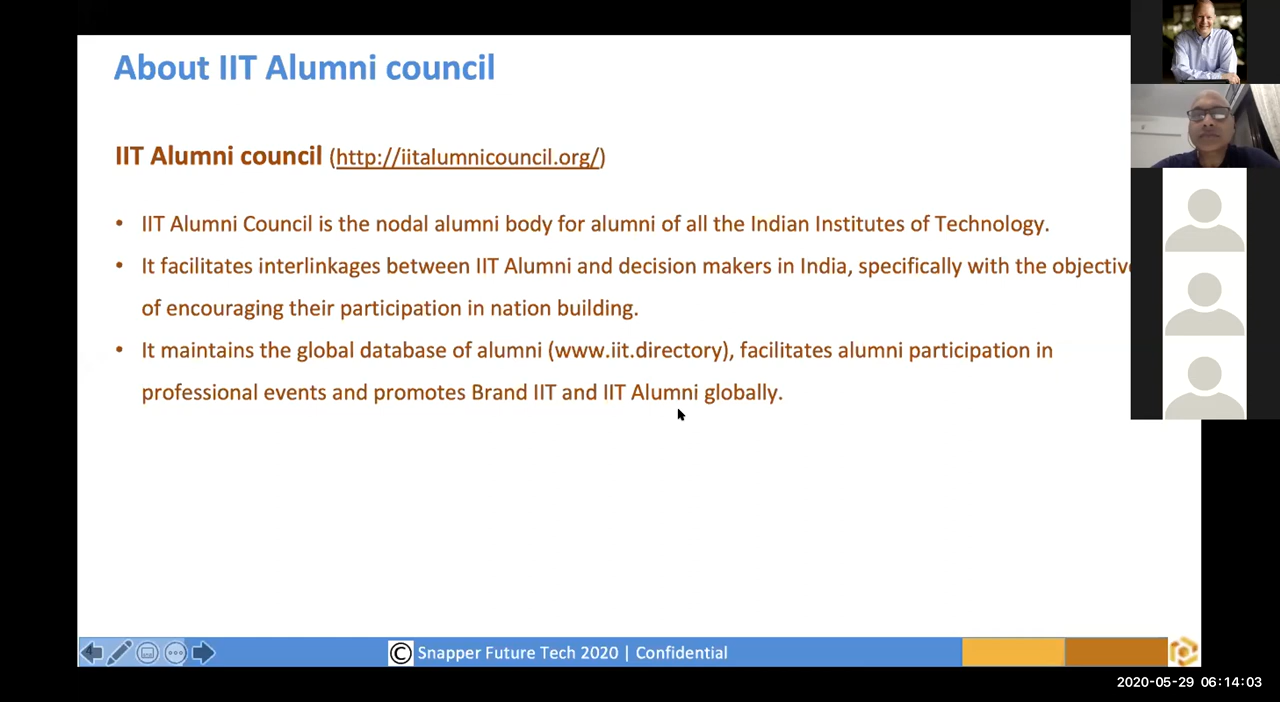 About IIT Alumni council
IIT Alumni council (http://iitalumnicouncil.org/)
• IIT Alumni Council is the nodal alumni body for alumni of all the Indian Institutes of Technology.
• It facilitates interlinkages between IIT Alumni and decision makers in India, specifically with the objective
of encouraging their participation in nation building.
• It maintains the global database of alumni (www.iit.directory), facilitates alumni participation in
professional events and promotes Brand IIT and IIT Alumni globally.
4
© Snapper Future Tech 2020 | Confidential
2020-05-29 06:14:03